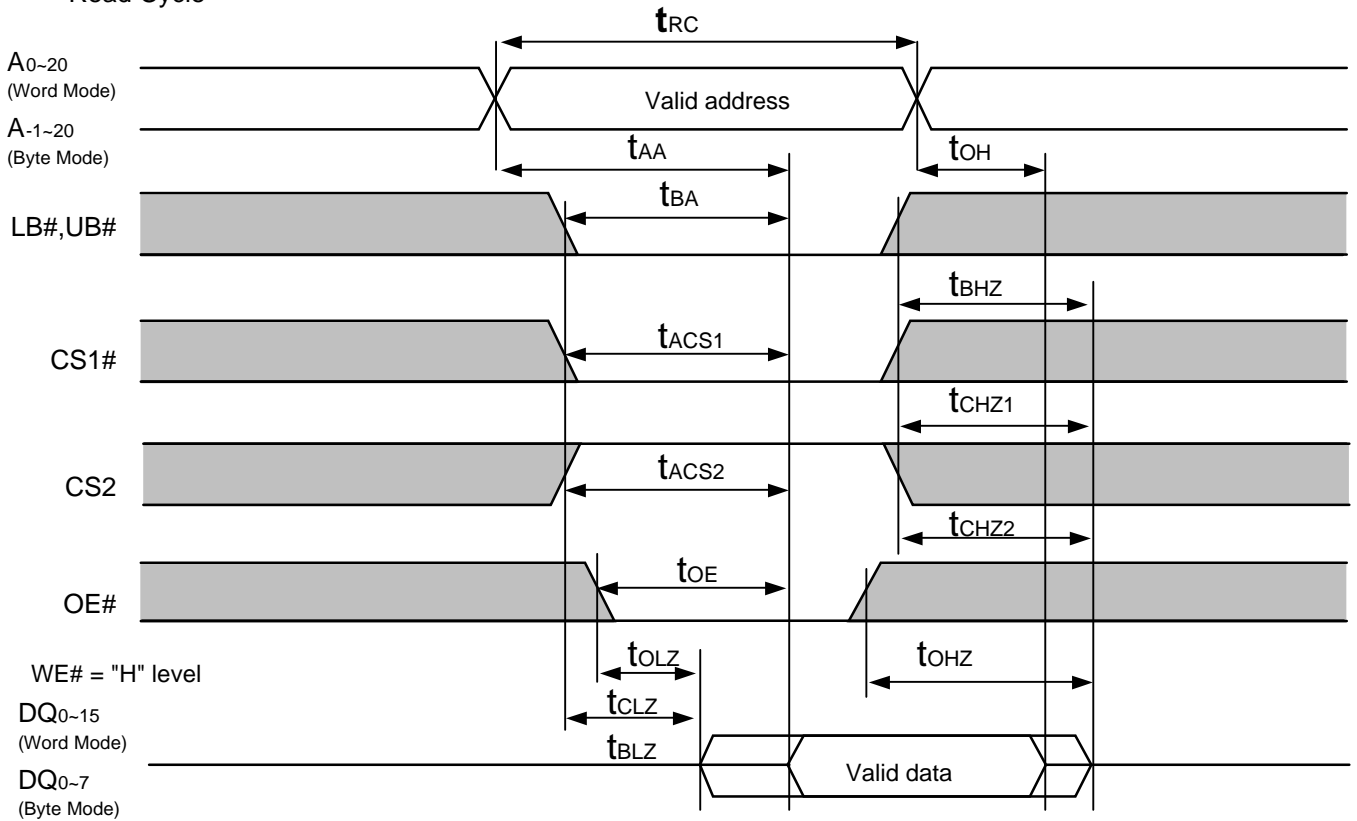 Read Cycle
tRC
A0~20
(Word Mode)
Valid address
A-1~20
(Byte Mode)
tAA
tOH
LB#,UB#
tBA
tBHZ
CS1#
tACS1
tCHZ1
CS2
tACS2
tCHZ2
OE#
tOE
WE# = "H" level
tOLZ
tOHZ
tCLZ
DQ0~15
(Word Mode)
tBLZ
DQ0~7
(Byte Mode)
Valid data